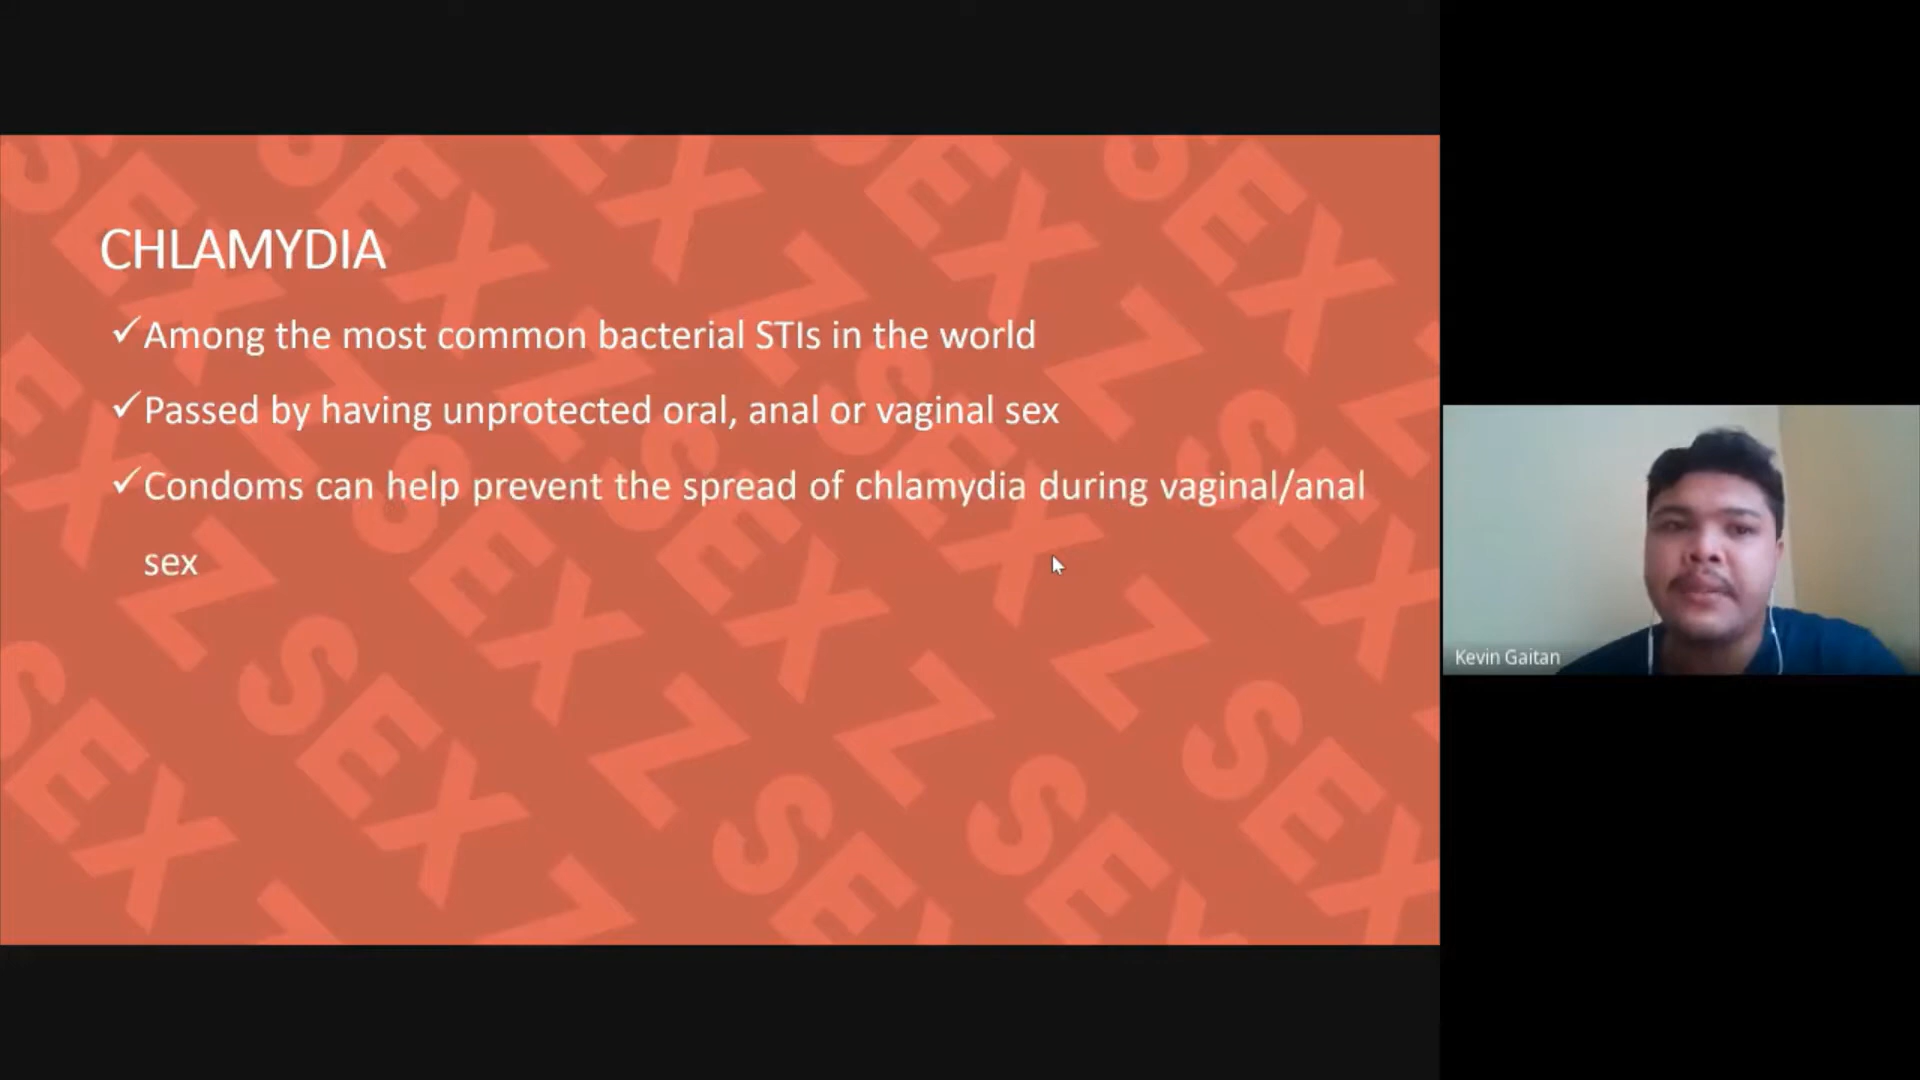 CHLAMYDIA
✓Among the most common bacterial STIs in the world
✓Passed by having unprotected oral, anal or vaginal sex
✓Condoms can help prevent the spread of chlamydia during vaginal/anal
sex
Kevin Gaitan